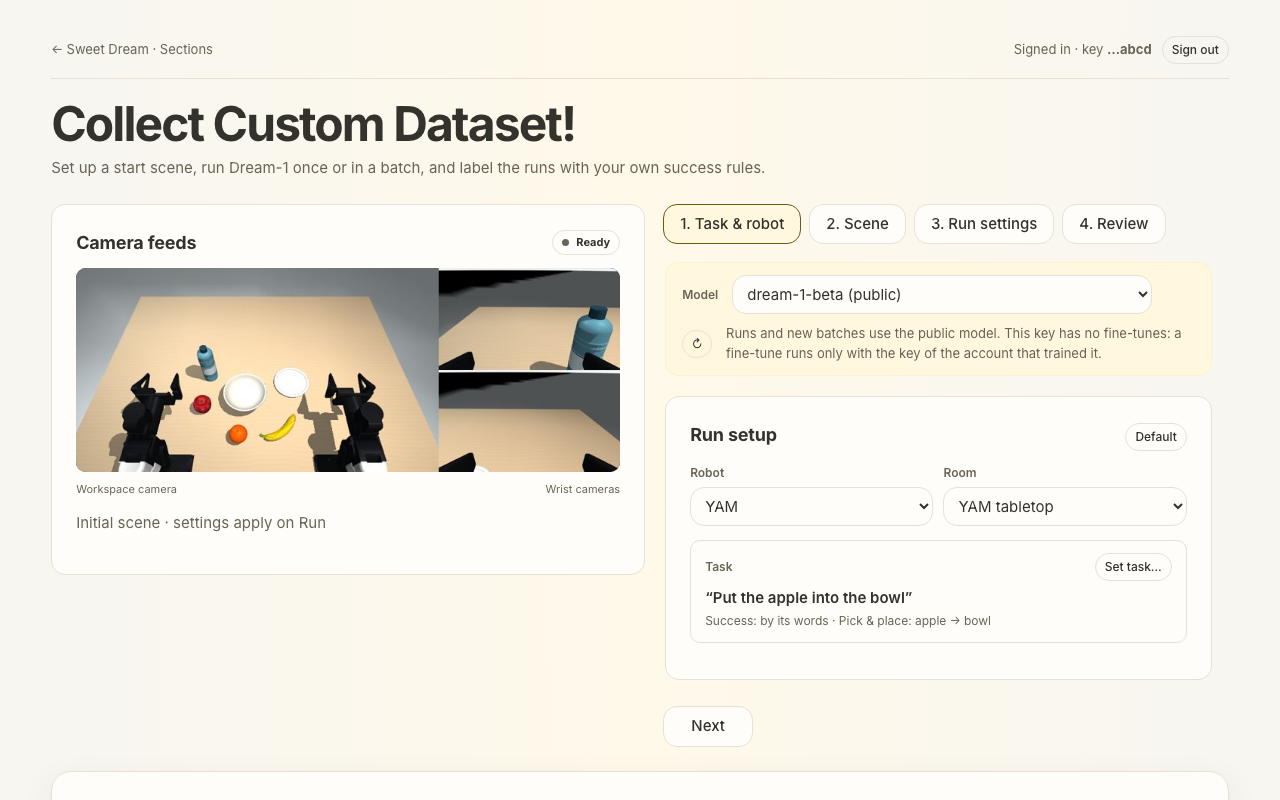 ← Sweet Dream · Sections
Signed in · key …abcd
Sign out
Collect Custom Dataset!
Set up a start scene, run Dream-1 once or in a batch, and label the runs with your own success rules.
Camera feeds
Ready
Workspace camera
Wrist cameras
Initial scene · settings apply on Run
1. Task & robot
2. Scene
3. Run settings
4. Review
Model
dream-1-beta (public)
↻
Runs and new batches use the public model. This key has no fine-tunes: a
fine-tune runs only with the key of the account that trained it.
Run setup
Default
Robot
Room
YAM
YAM tabletop
Task
Set task…
“Put the apple into the bowl”
Success: by its words · Pick & place: apple → bowl
Next